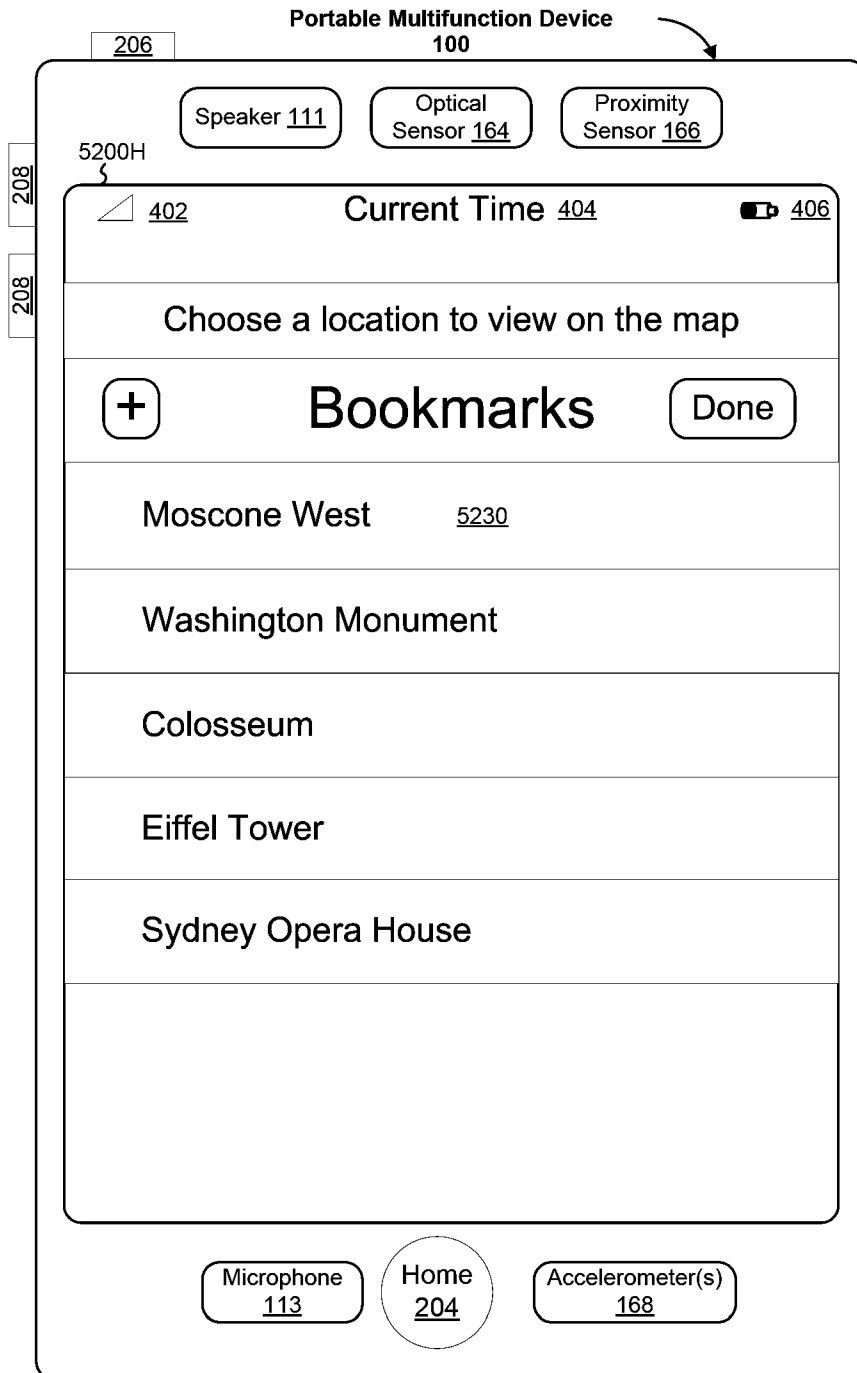 Portable Multifunction Device
100
206
Speaker 111
Optical
Sensor 164
Proximity
Sensor 166
208
208
5200H
402
Current Time 404
406
Choose a location to view on the map
+
Bookmarks
Done
Moscone West 5230
Washington Monument
Colosseum
Eiffel Tower
Sydney Opera House
Microphone
113
Home
204
Accelerometer(s)
168